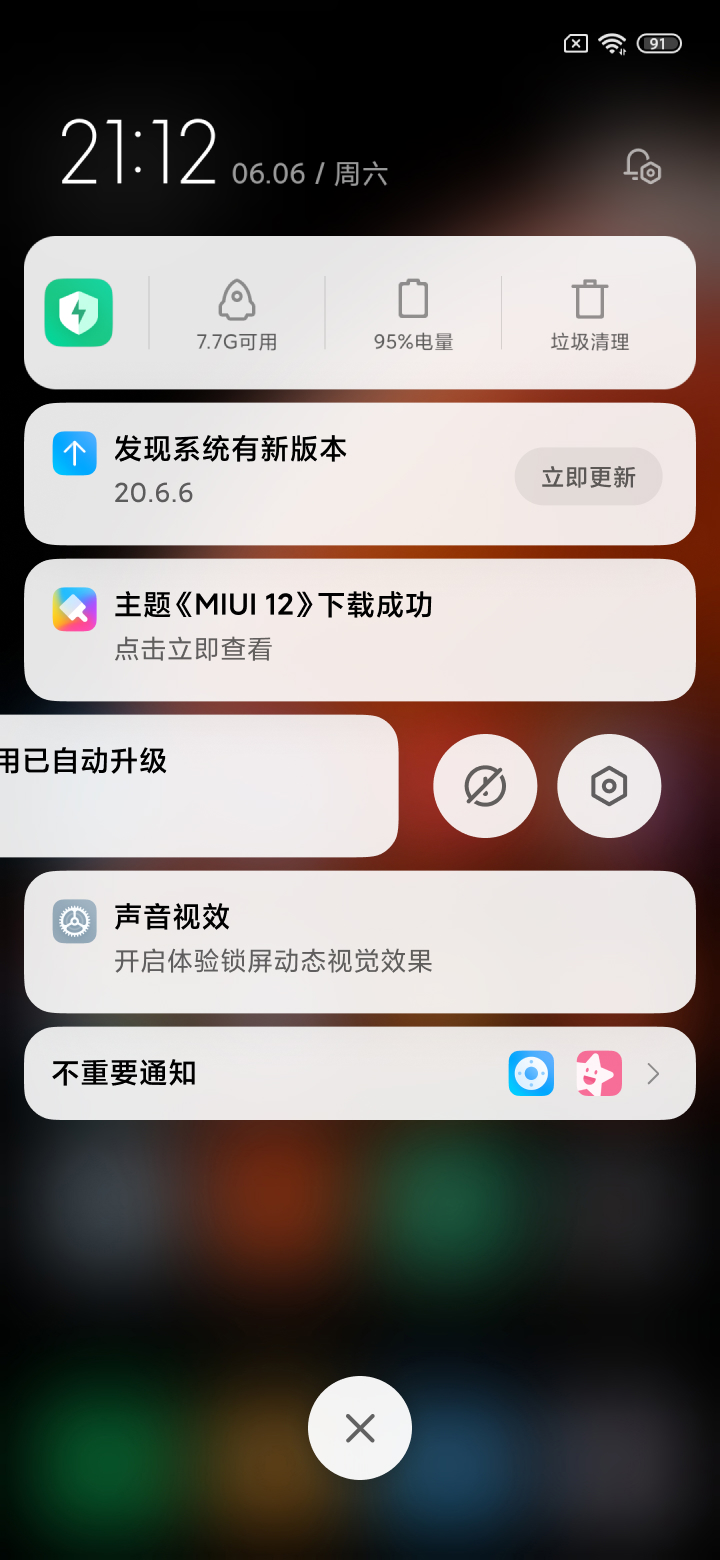 91
21:12 06.06 / 周六
7.7G可用 95%电量 垃圾清理
发现系统有新版本
20.6.6
立即更新
主题《MIUI 12》下载成功
点击立即查看
用已自动升级
声音视效
开启体验锁屏动态视觉效果
不重要通知